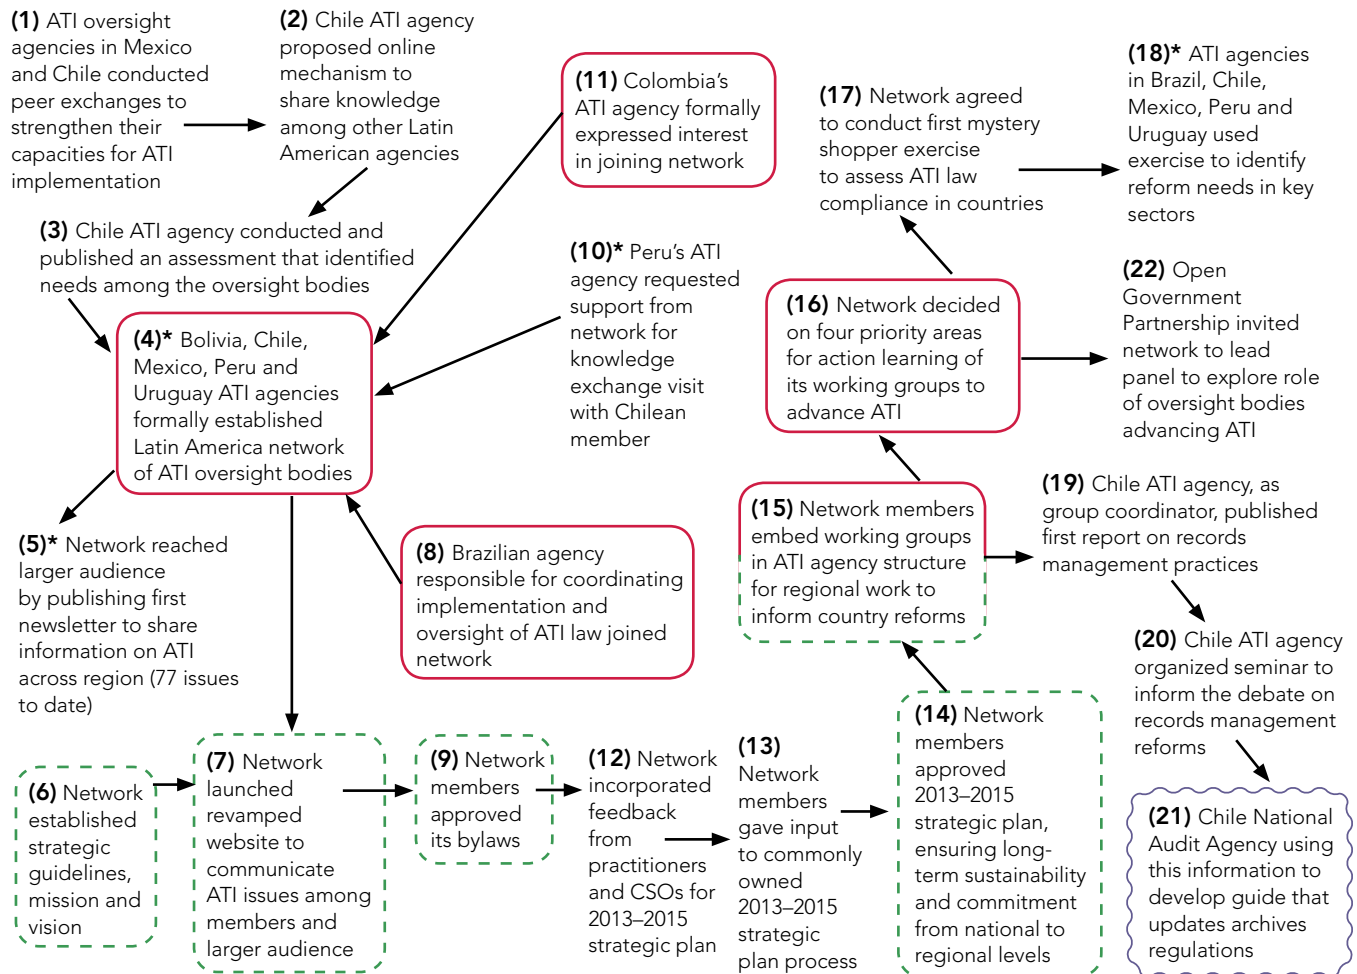 (1) ATI oversight
agencies in Mexico
and Chile conducted
peer exchanges to
strengthen their
capacities for ATI
implementation
(2) Chile ATI agency
proposed online
mechanism to
share knowledge
among other Latin
American agencies
(3) Chile ATI agency conducted and
published an assessment that identified
needs among the oversight bodies
(4)* Bolivia, Chile,
Mexico, Peru and
Uruguay ATI agencies
formally established
Latin America network
of ATI oversight bodies
(5)* Network reached
larger audience
by publishing first
newsletter to share
information on ATI
across region (77 issues
to date)
(6) Network
established
strategic
guidelines,
mission and
vision
(7) Network
launched
revamped
website to
communicate
ATI issues among
members and
larger audience
(8) Brazilian agency
responsible for coordinating
implementation and
oversight of ATI law joined
network
(9) Network
members
approved
its bylaws
(10)* Peru's ATI
agency requested
support from
network for
knowledge
exchange visit
with Chilean
member
(11) Colombia's
ATI agency formally
expressed interest
in joining network
(12) Network
incorporated
feedback
from
practitioners
and CSOs for
2013–2015
strategic plan
(13)
Network
members
gave input
to commonly
owned
2013–2015
strategic
plan process
(14) Network
members
approved
2013–2015
strategic plan,
ensuring long-
term sustainability
and commitment
from national to
regional levels
(15) Network members
embed working groups
in ATI agency structure
for regional work to
inform country reforms
(16) Network decided
on four priority areas
for action learning of
its working groups to
advance ATI
(17) Network agreed
to conduct first mystery
shopper exercise
to assess ATI law
compliance in countries
(18)* ATI agencies
in Brazil, Chile,
Mexico, Peru and
Uruguay used
exercise to identify
reform needs in key
sectors
(19) Chile ATI agency, as
group coordinator, published
first report on records
management practices
(20) Chile ATI agency
organized seminar to
inform the debate on
records management
reforms
(21) Chile National
Audit Agency using
this information to
develop guide that
updates archives
regulations
(22) Open
Government
Partnership invited
network to lead
panel to explore role
of oversight bodies
advancing ATI